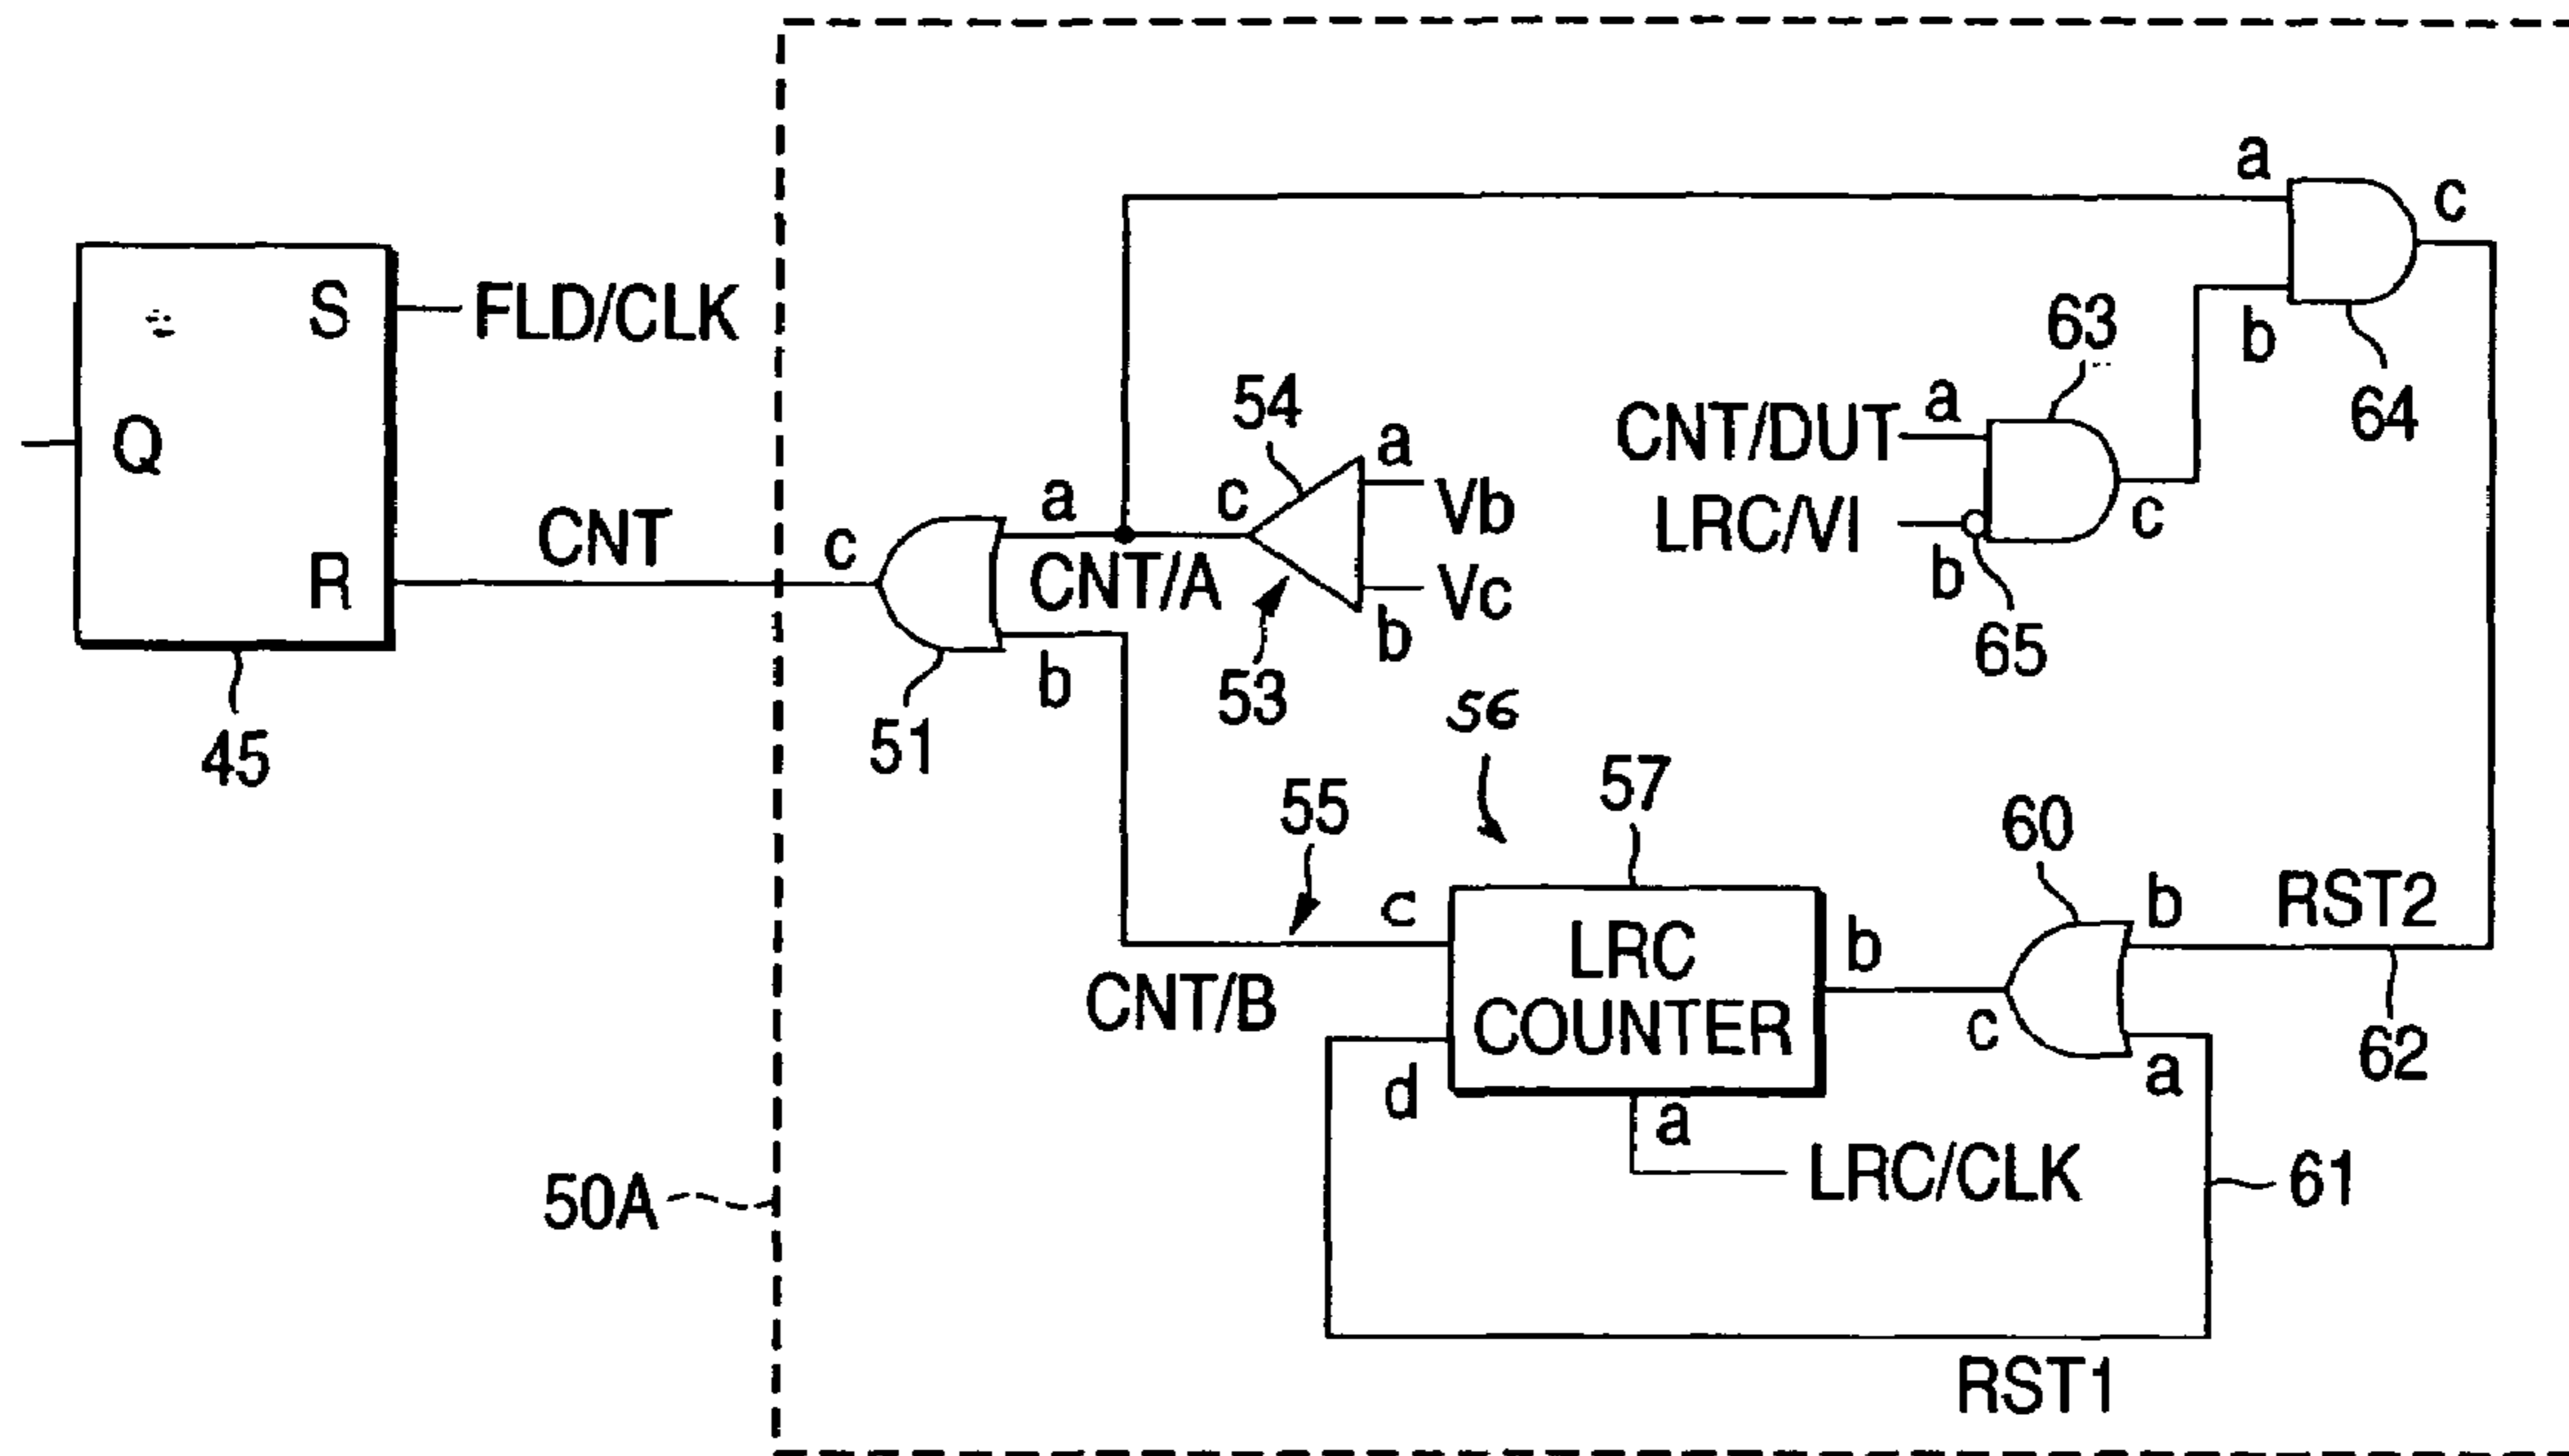 a
c
S
FLD/CLK
63
b
54
CNT/DUT
a
64
Q
a
c
a
Vb
LRC/VI
c
CNT
c
b
R
CNT/A
Vc
b
65
b
53
56
51
45
57
60
55
b
RST2
c
LRC
COUNTER
b
CNT/B
c
62
d
a
a
50A
LRC/CLK
61
RST1